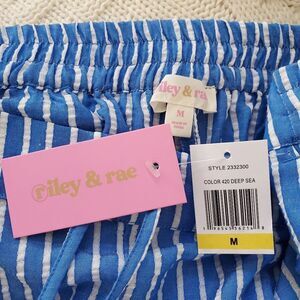 riley & rae
M
riley & rae
STYLE 2332300
COLOR 420 DEEP SEA
M